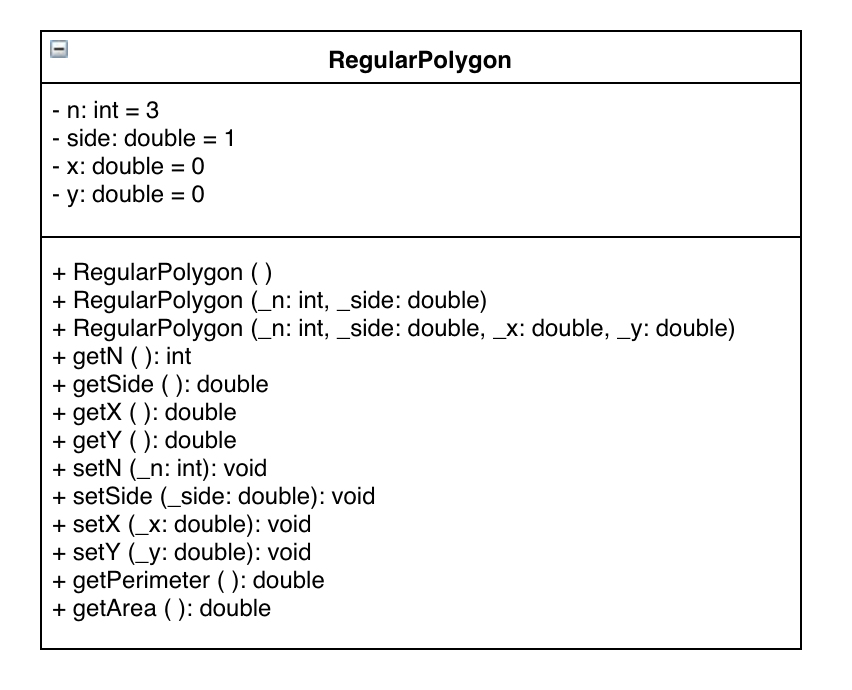 RegularPolygon
- n: int = 3
- side: double = 1
- x: double = 0
- y: double = 0
+ RegularPolygon ( )
+ RegularPolygon (_n: int, _side: double)
+ RegularPolygon (_n: int, _side: double, _x: double, _y: double)
+ getN ( ): int
+ getSide ( ): double
+ getX ( ): double
+ getY ( ): double
+ setN (_n: int): void
+ setSide (_side: double): void
+ setX (_x: double): void
+ setY (_y: double): void
+ getPerimeter ( ): double
+ getArea ( ): double